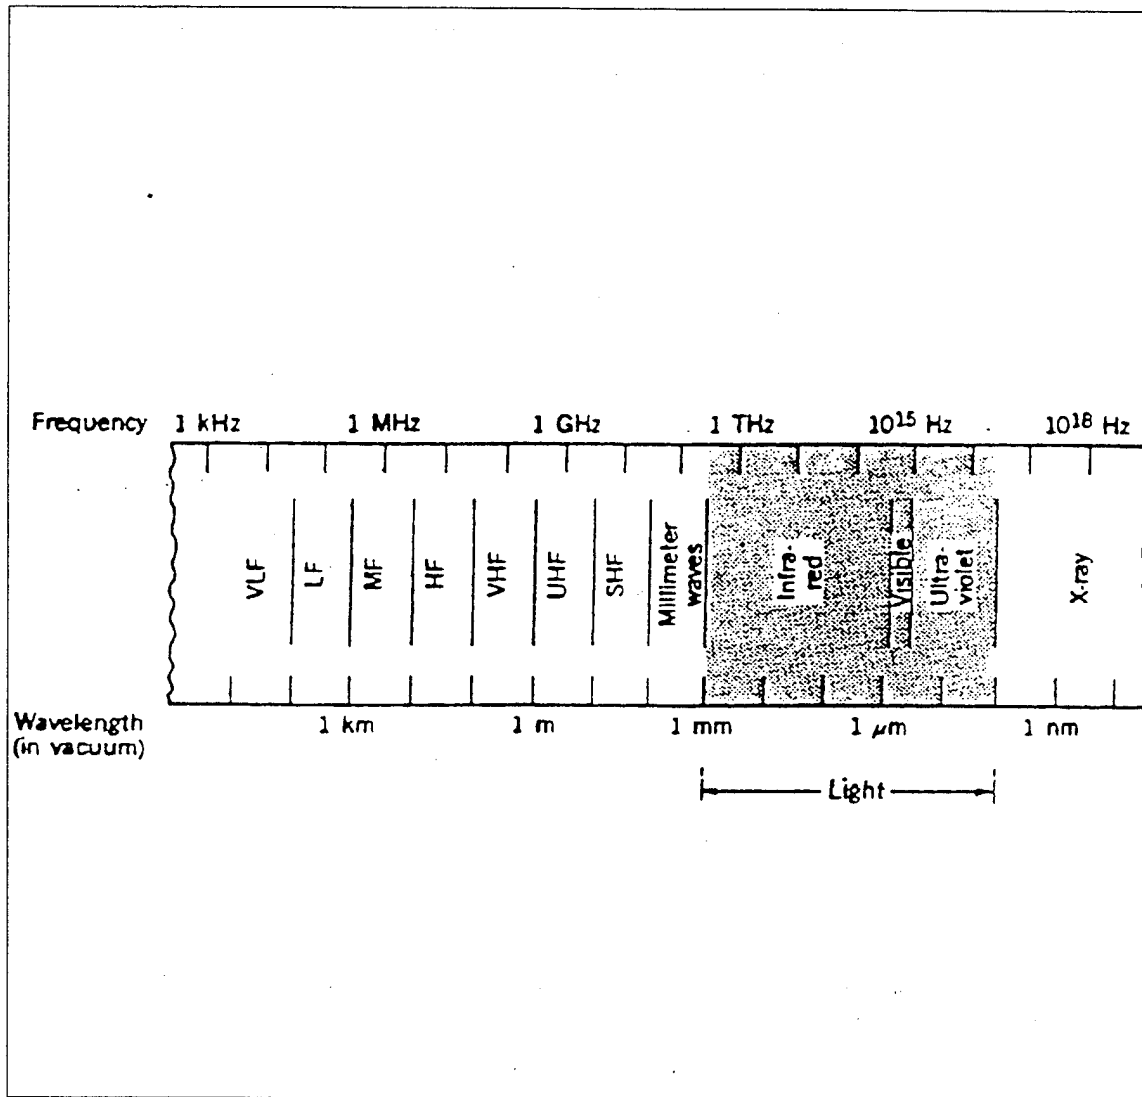 Frequency 1 kHz 1 MHz 1 GHz 1 THz 10¹⁵ Hz 10¹⁸ Hz
VLF
LF
MF
HF
VHF
UHF
SHF
Millimeter
waves
Infra-
red
Visible
Ultra-
violet
X-ray
Wavelength
(in vacuum)
1 km 1 m 1 mm 1 μm 1 nm
Light